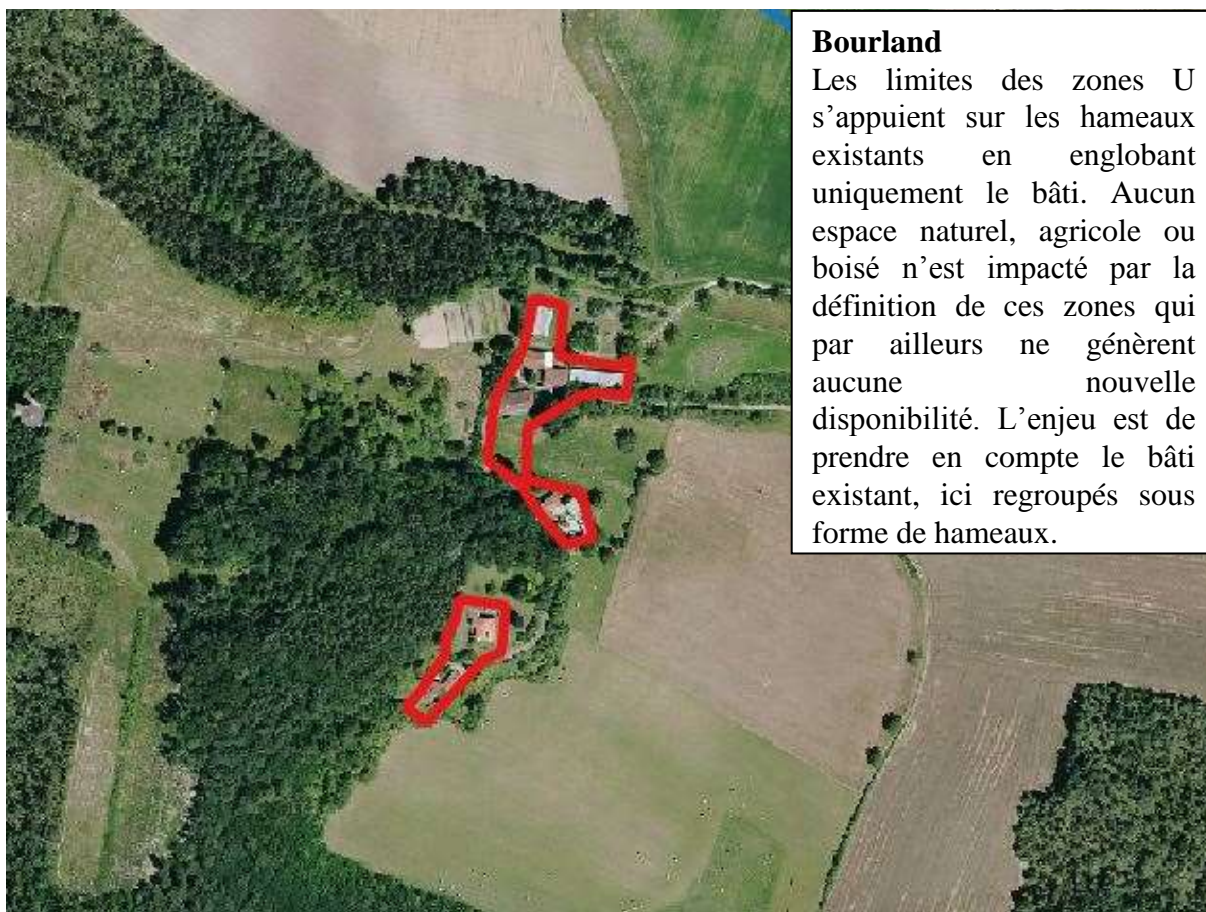 Bourland
Les limites des zones U
s’appuient sur les hameaux
existants en englobant
uniquement le bâti. Aucun
espace naturel, agricole ou
boisé n’est impacté par la
définition de ces zones qui
par ailleurs ne génèrent
aucune nouvelle
disponibilité. L’enjeu est de
prendre en compte le bâti
existant, ici regroupés sous
forme de hameaux.